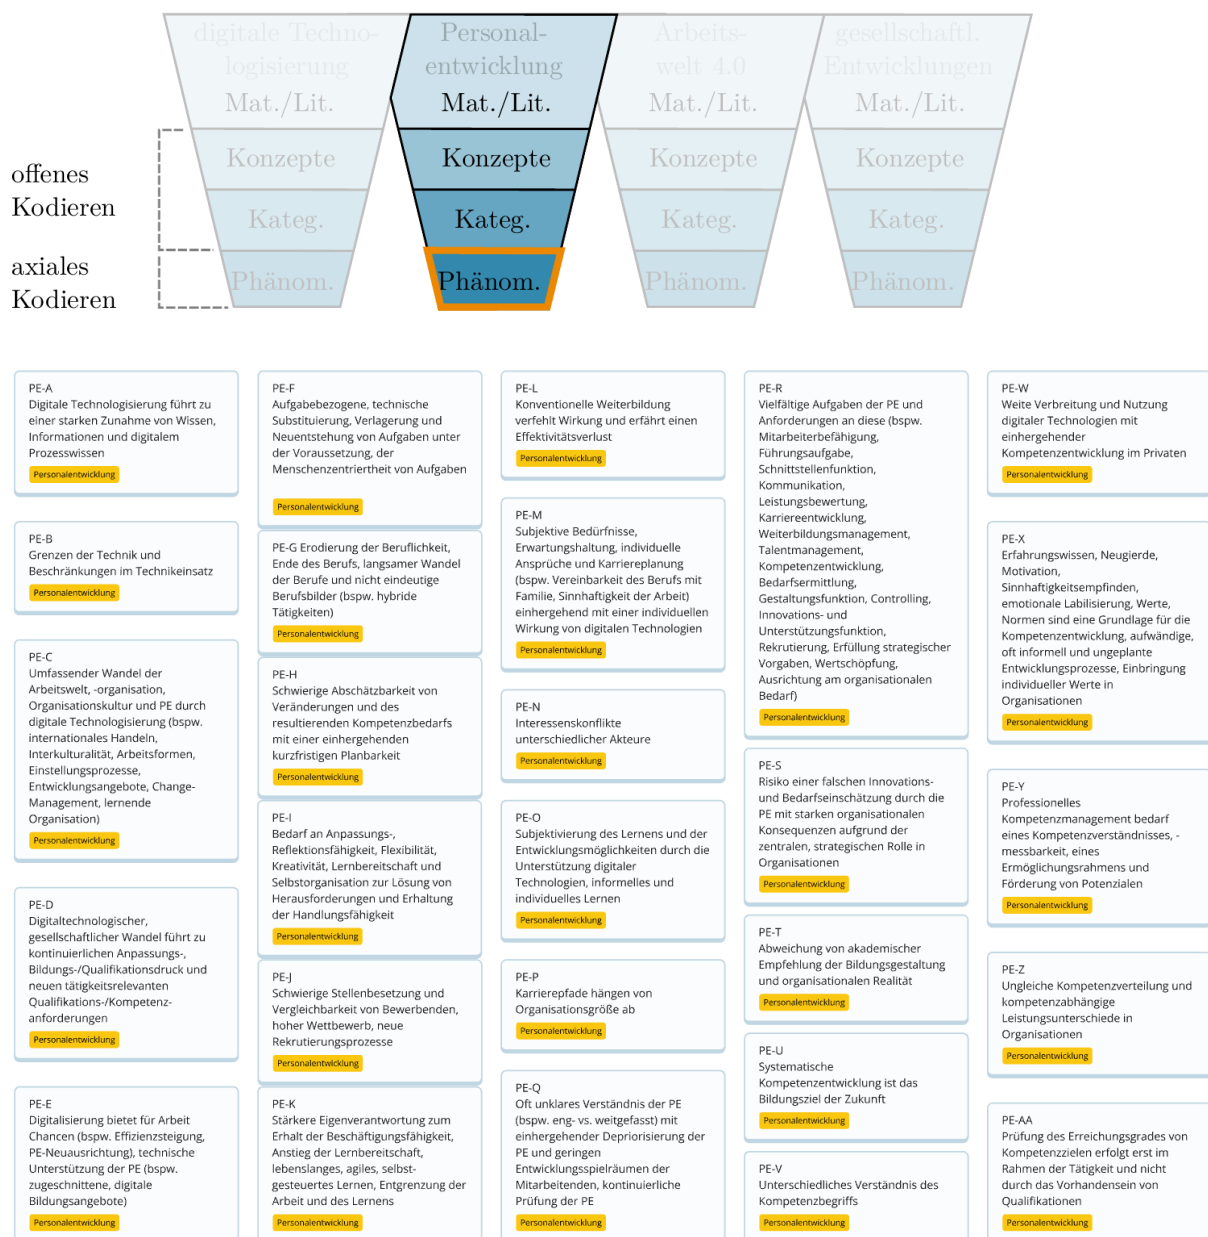 digitale Techno-
logisierung
Mat./Lit.
Konzepte
Kateg.
Phänom.
Personal-
entwicklung
Mat./Lit.
Konzepte
Kateg.
Phänom.
Arbeits-
welt 4.0
Mat./Lit.
Konzepte
Kateg.
Phänom.
gesellschaftl.
Entwicklungen
Mat./Lit.
Konzepte
Kateg.
Phänom.
offenes
Kodieren
axiales
Kodieren
PE-A
Digitale Technologisierung führt zu
einer starken Zunahme von Wissen,
Informationen und digitalem
Prozesswissen
Personalentwicklung
PE-B
Grenzen der Technik und
Beschränkungen im Technikeinsatz
Personalentwicklung
PE-C
Umfassender Wandel der
Arbeitswelt, -organisation,
Organisationskultur und PE durch
digitale Technologisierung (bspw.
internationales Handeln,
Interkulturalität, Arbeitsformen,
Einstellungsprozesse,
Entwicklungsangebote, Change-
Management, lernende
Organisation)
Personalentwicklung
PE-D
Digitaltechnologischer,
gesellschaftlicher Wandel führt zu
kontinuierlichen Anpassungs-,
Bildungs-/Qualifikationsdruck und
neuen tätigkeitsrelevanten
Qualifikations-/Kompetenz-
anforderungen
Personalentwicklung
PE-E
Digitalisierung bietet für Arbeit
Chancen (bspw. Effizienzsteigung,
PE-Neuausrichtung), technische
Unterstützung der PE (bspw.
zugeschnittene, digitale
Bildungsangebote)
Personalentwicklung
PE-F
Aufgabebezogene, technische
Substituierung, Verlagerung und
Neuentstehung von Aufgaben unter
der Voraussetzung, der
Menschenzentriertheit von Aufgaben
Personalentwicklung
PE-G Erodierung der Beruflichkeit,
Ende des Berufs, langsamer Wandel
der Berufe und nicht eindeutige
Berufsbilder (bspw. hybride
Tätigkeiten)
Personalentwicklung
PE-H
Schwierige Abschätzbarkeit von
Veränderungen und des
resultierenden Kompetenzbedarfs
mit einer einhergehenden
kurzfristigen Planbarkeit
Personalentwicklung
PE-I
Bedarf an Anpassungs-,
Reflektionsfähigkeit, Flexibilität,
Kreativität, Lernbereitschaft und
Selbstorganisation zur Lösung von
Herausforderungen und Erhaltung
der Handlungsfähigkeit
Personalentwicklung
PE-J
Schwierige Stellenbesetzung und
Vergleichbarkeit von Bewerbenden,
hoher Wettbewerb, neue
Rekrutierungsprozesse
Personalentwicklung
PE-K
Stärkere Eigenverantwortung zum
Erhalt der Beschäftigungsfähigkeit,
Anstieg der Lernbereitschaft,
lebenslanges, agiles, selbst-
gesteuertes Lernen, Entgrenzung der
Arbeit und des Lernens
Personalentwicklung
PE-L
Konventionelle Weiterbildung
verfehlt Wirkung und erfährt einen
Effektivitätsverlust
Personalentwicklung
PE-M
Subjektive Bedürfnisse,
Erwartungshaltung, individuelle
Ansprüche und Karriereplanung
(bspw. Vereinbarkeit des Berufs mit
Familie, Sinnhaftigkeit der Arbeit)
einhergehend mit einer individuellen
Wirkung von digitalen Technologien
Personalentwicklung
PE-N
Interessenskonflikte
unterschiedlicher Akteure
Personalentwicklung
PE-O
Subjektivierung des Lernens und der
Entwicklungsmöglichkeiten durch die
Unterstützung digitaler
Technologien, informelles und
individuelles Lernen
Personalentwicklung
PE-P
Karrierepfade hängen von
Organisationsgröße ab
Personalentwicklung
PE-Q
Oft unklares Verständnis der PE
(bspw. eng- vs. weitgefasst) mit
einhergehender Depriorisierung der
PE und geringen
Entwicklungsspielräumen der
Mitarbeitenden, kontinuierliche
Prüfung der PE
Personalentwicklung
PE-R
Vielfältige Aufgaben der PE und
Anforderungen an diese (bspw.
Mitarbeiterbefähigung,
Führungsaufgabe,
Schnittstellenfunktion,
Kommunikation,
Leistungsbewertung,
Karriereentwicklung,
Weiterbildungsmanagement,
Talentmanagement,
Kompetenzentwicklung,
Bedarfsermittlung,
Gestaltungsfunktion, Controlling,
Innovations- und
Unterstützungsfunktion,
Rekrutierung, Erfüllung strategischer
Vorgaben, Wertschöpfung,
Ausrichtung am organisationalen
Bedarf)
Personalentwicklung
PE-S
Risiko einer falschen Innovations-
und Bedarfseinschätzung durch die
PE mit starken organisationalen
Konsequenzen aufgrund der
zentralen, strategischen Rolle in
Organisationen
Personalentwicklung
PE-T
Abweichung von akademischer
Empfehlung der Bildungsgestaltung
und organisationalen Realität
Personalentwicklung
PE-U
Systematische
Kompetenzentwicklung ist das
Bildungsziel der Zukunft
Personalentwicklung
PE-V
Unterschiedliches Verständnis des
Kompetenzbegriffs
Personalentwicklung
PE-W
Weite Verbreitung und Nutzung
digitaler Technologien mit
einhergehender
Kompetenzentwicklung im Privaten
Personalentwicklung
PE-X
Erfahrungswissen, Neugierde,
Motivation,
Sinnhaftigkeitsempfinden,
emotionale Labilisierung, Werte,
Normen sind eine Grundlage für die
Kompetenzentwicklung, aufwändige,
oft informell und ungeplante
Entwicklungsprozesse, Einbringung
individueller Werte in
Organisationen
Personalentwicklung
PE-Y
Professionelles
Kompetenzmanagement bedarf
eines Kompetenzverständnisses, -
messbarkeit, eines
Ermöglichungsrahmens und
Förderung von Potenzialen
Personalentwicklung
PE-Z
Ungleiche Kompetenzverteilung und
kompetenzabhängige
Leistungsunterschiede in
Organisationen
Personalentwicklung
PE-AA
Prüfung des Erreichungsgrades von
Kompetenzzielen erfolgt erst im
Rahmen der Tätigkeit und nicht
durch das Vorhandensein von
Qualifikationen
Personalentwicklung